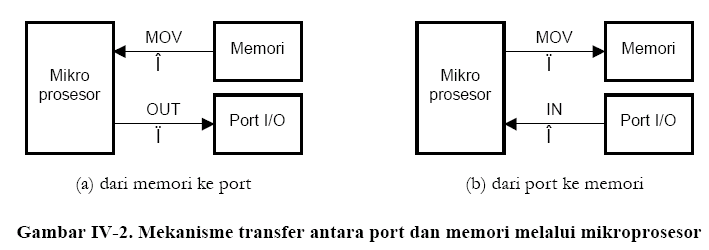 MOV
Î
Memori
Mikro
prosesor
OUT
Ï
Port I/O
(a) dari memori ke port
MOV
Ï
Memori
Mikro
prosesor
IN
Î
Port I/O
(b) dari port ke memori
Gambar IV-2. Mekanisme transfer antara port dan memori melalui mikroprosesor